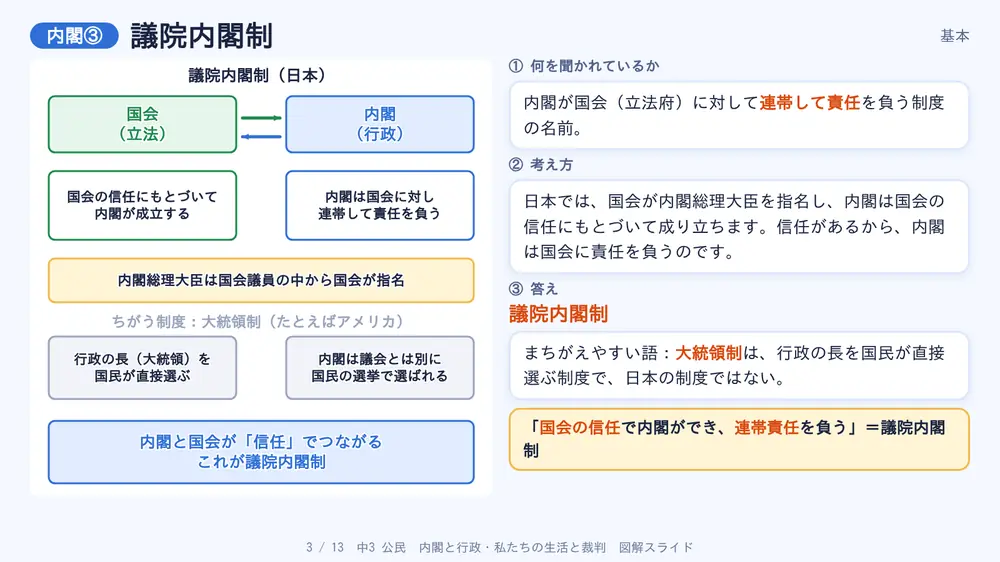 内閣③
議院内閣制
基本
議院内閣制（日本）
国会
（立法）
内閣
（行政）
国会の信任にもとづいて
内閣が成立する
内閣は国会に対し
連帯して責任を負う
内閣総理大臣は国会議員の中から国会が指名
ちがう制度：大統領制（たとえばアメリカ）
行政の長（大統領）を
国民が直接選ぶ
内閣は議会とは別に
国民の選挙で選ばれる
内閣と国会が「信任」でつながる
これが議院内閣制
① 何を聞かれているか
内閣が国会（立法府）に対して連帯して責任を負う制度
の名前。
② 考え方
日本では、国会が内閣総理大臣を指名し、内閣は国会の
信任にもとづいて成り立ちます。信任があるから、内閣
は国会に責任を負うのです。
③ 答え
議院内閣制
まちがえやすい語：大統領制は、行政の長を国民が直接
選ぶ制度で、日本の制度ではない。
「国会の信任で内閣ができ、連帯責任を負う」＝議院内閣
制
3 / 13 中3 公民 内閣と行政・私たちの生活と裁判 図解スライド